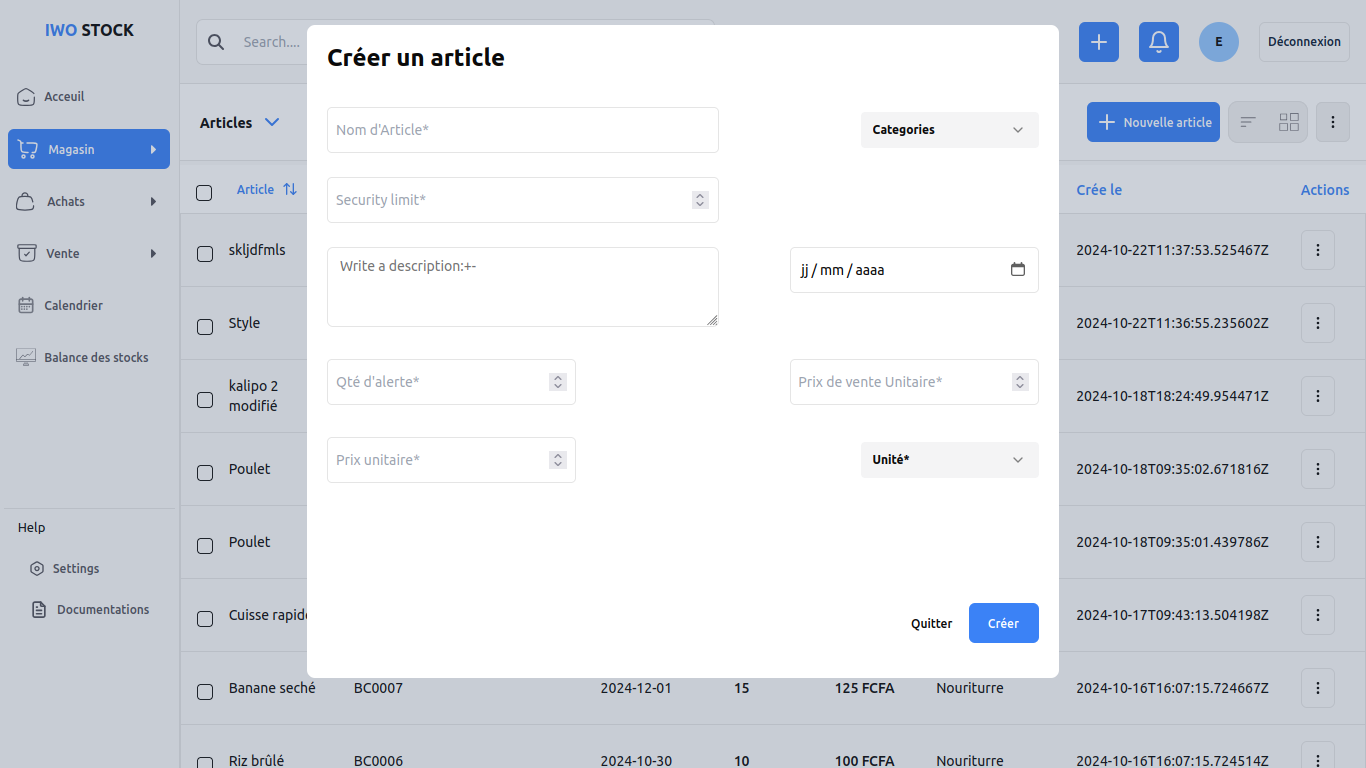 IWO STOCK
Search....
E
Déconnexion
Acceuil
Magasin
Achats
Vente
Calendrier
Balance des stocks
Help
Settings
Documentations
Articles
Nouvelle article
Article
Crée le
Actions
skljdfmls
2024-10-22T11:37:53.525467Z
Style
2024-10-22T11:36:55.235602Z
kalipo 2
modifié
2024-10-18T18:24:49.954471Z
Poulet
2024-10-18T09:35:02.671816Z
Poulet
2024-10-18T09:35:01.439786Z
Cuisse rapide
2024-10-17T09:43:13.504198Z
Banane seché BC0007 2024-12-01 15 125 FCFA Nouriturre 2024-10-16T16:07:15.724667Z
Riz brûlé BC0006 2024-10-30 10 100 FCFA Nouriturre 2024-10-16T16:07:15.724514Z
Créer un article
Nom d'Article*
Categories
Security limit*
Write a description:+-
jj / mm / aaaa
Qté d'alerte*
Prix de vente Unitaire*
Prix unitaire*
Unité*
Quitter
Créer